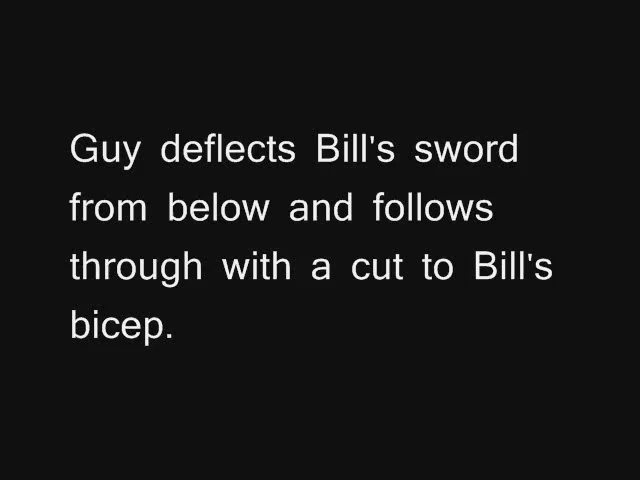 Guy deflects Bill's sword
from below and follows
through with a cut to Bill's
bicep.